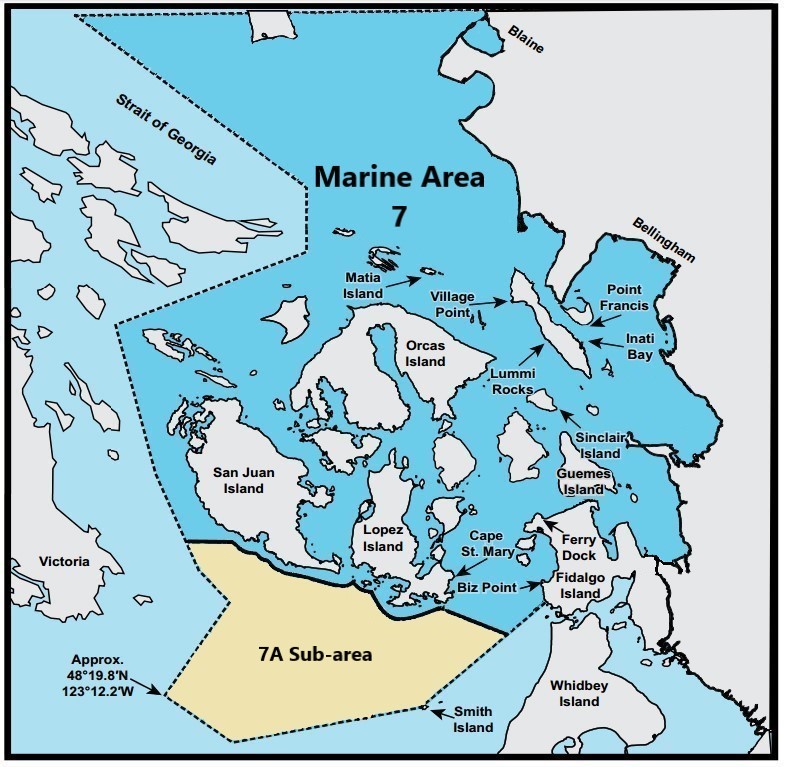 Blaine
Strait of Georgia
Marine Area
7
Bellingham
Matia
Island
Village
Point
Point
Francis
Orcas
Island
Inati
Bay
Lummi
Rocks
Sinclair
Island
San Juan
Island
Guemes
Island
Lopez
Island
Cape
St. Mary
Ferry
Dock
Victoria
Biz Point
Fidalgo
Island
7A Sub-area
Approx.
48°19.8'N
123°12.2'W
Whidbey
Island
Smith
Island